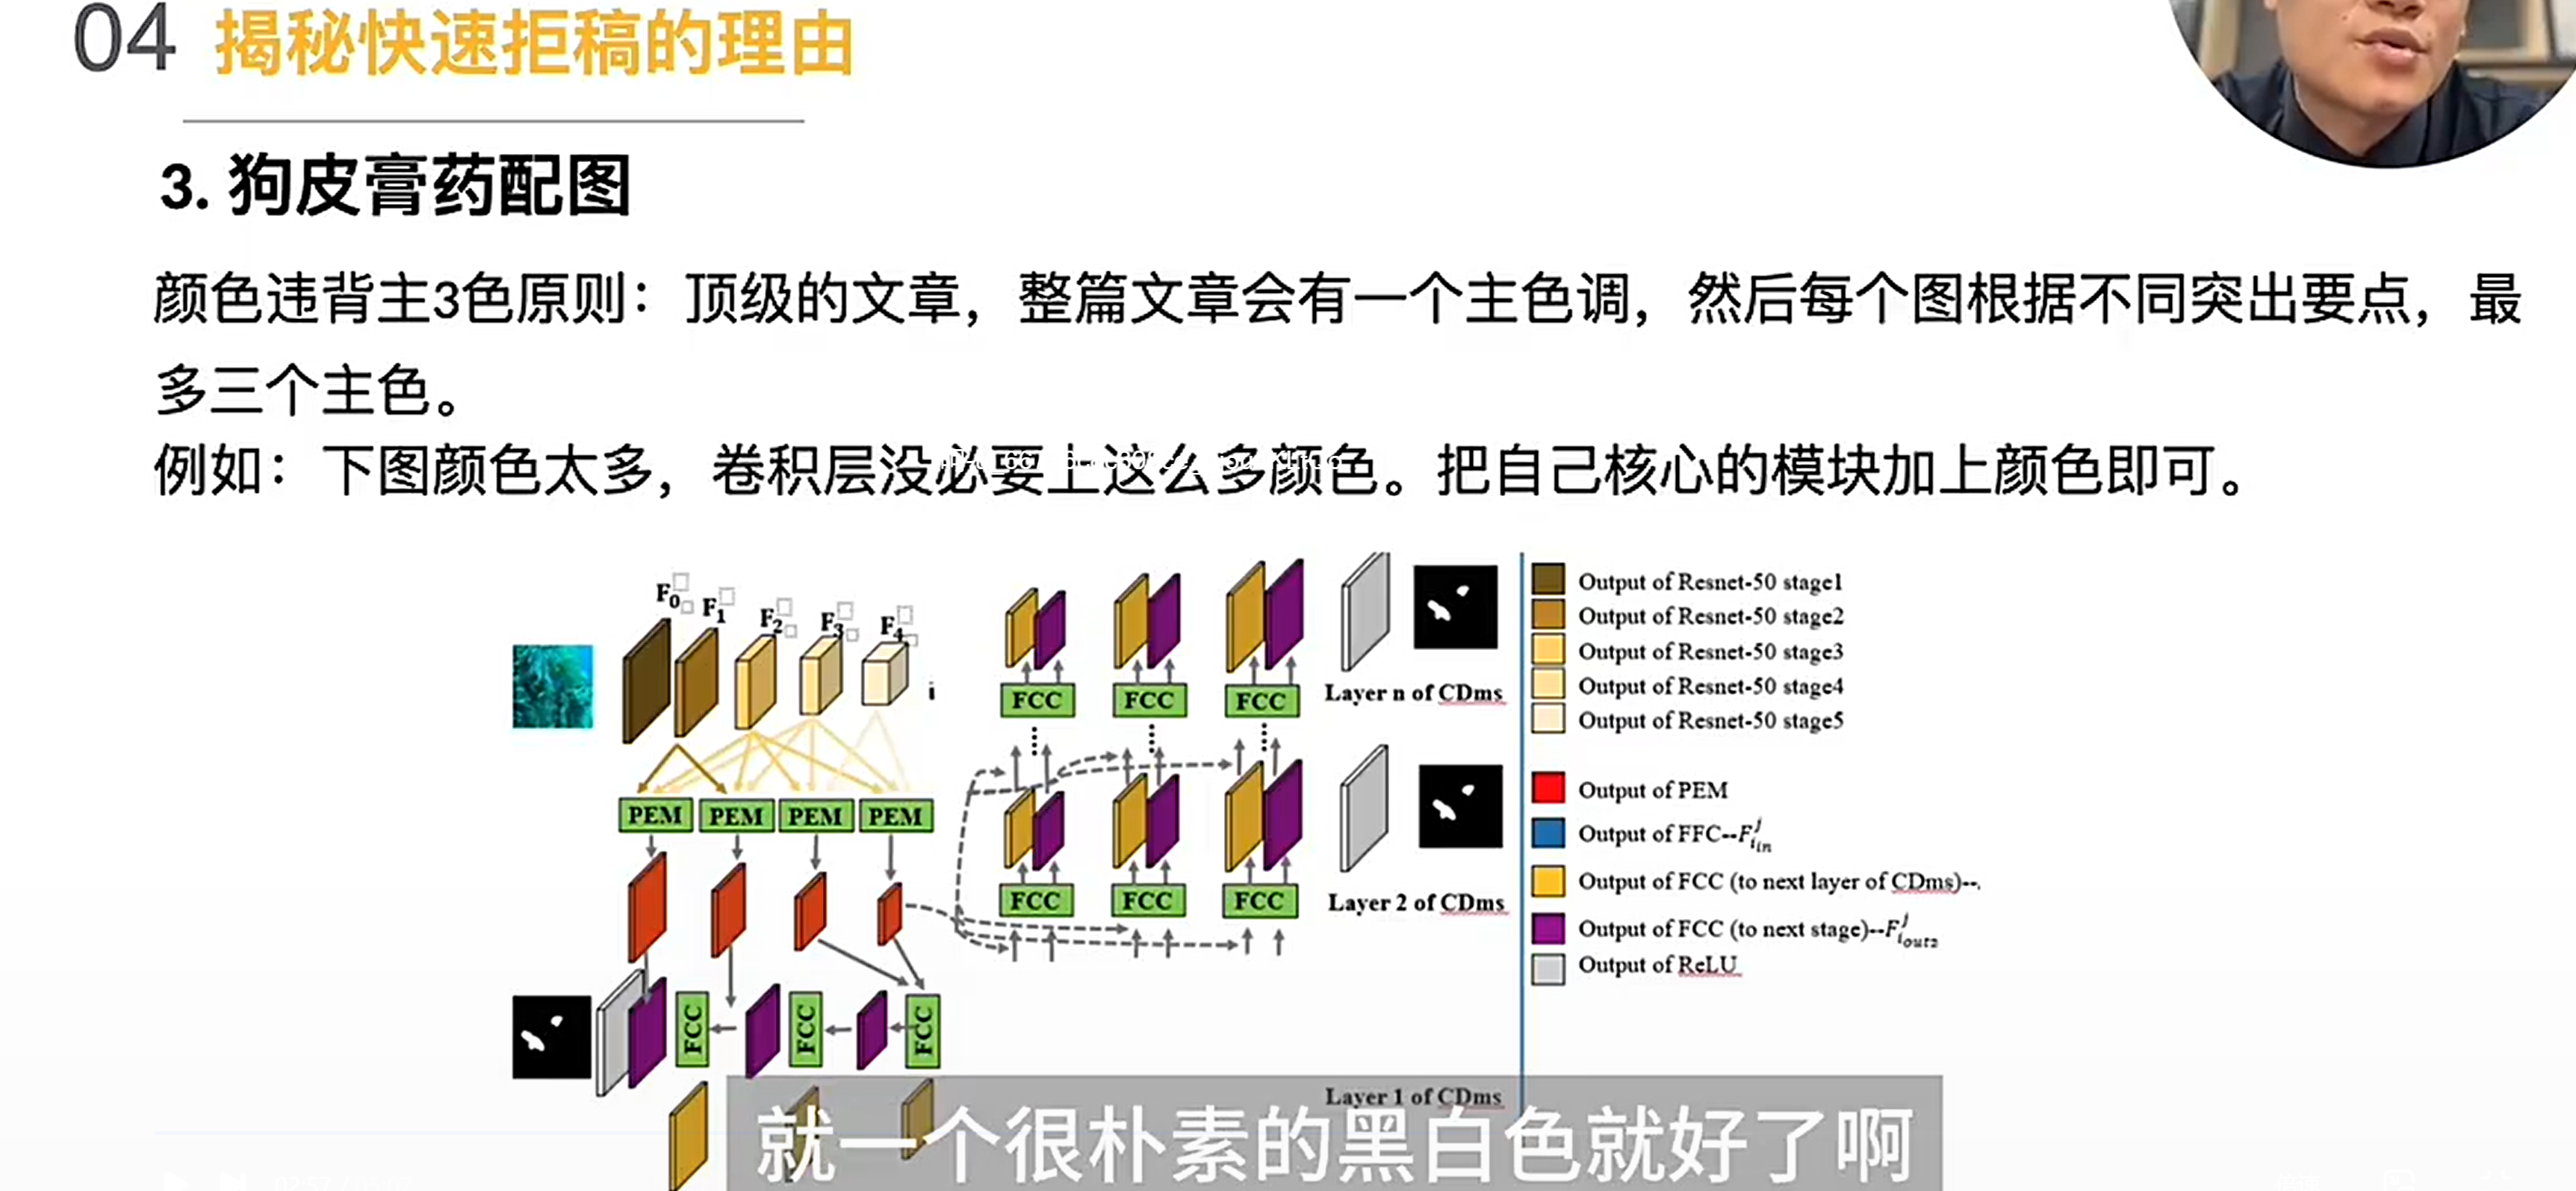 04 揭秘快速拒稿的理由
3. 狗皮膏药配图
颜色违背主3色原则：顶级的文章，整篇文章会有一个主色调，然后每个图根据不同突出要点，最
多三个主色。
例如：下图颜色太多，卷积层没必要上这么多颜色。把自己核心的模块加上颜色即可。
F0 F1 F2 F3 F4
i
PEM PEM PEM PEM
FCC FCC FCC
FCC FCC FCC
Layer n of CDms
FCC FCC FCC
Layer 2 of CDms
Layer 1 of CDms
Output of Resnet-50 stage1
Output of Resnet-50 stage2
Output of Resnet-50 stage3
Output of Resnet-50 stage4
Output of Resnet-50 stage5
Output of PEM
Output of FFC--F^j_{i_{in}}
Output of FCC (to next layer of CDms)--.
Output of FCC (to next stage)--F^j_{i_{out2}}
Output of ReLU
就一个很朴素的黑白色就好了啊